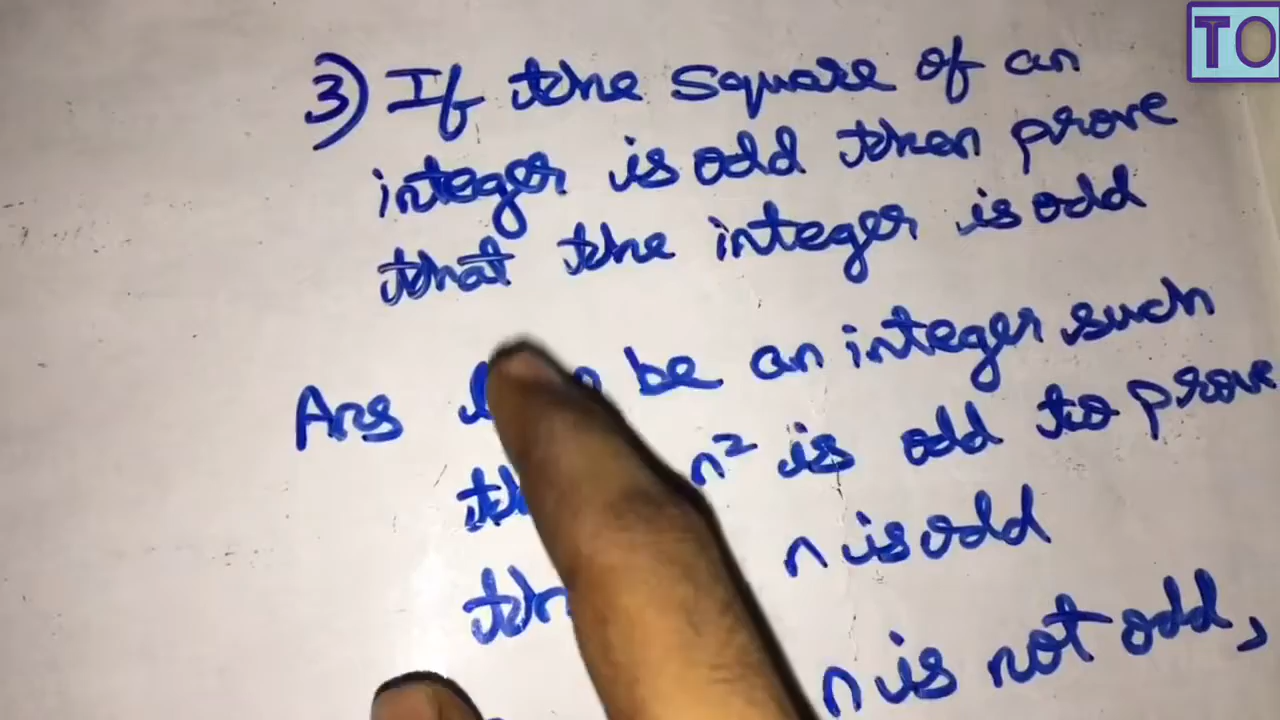 TO
3) If the square of an
integer is odd then prove
that the integer is odd
Ans be an integer such
n² is odd to prove
n is odd
n is not odd,